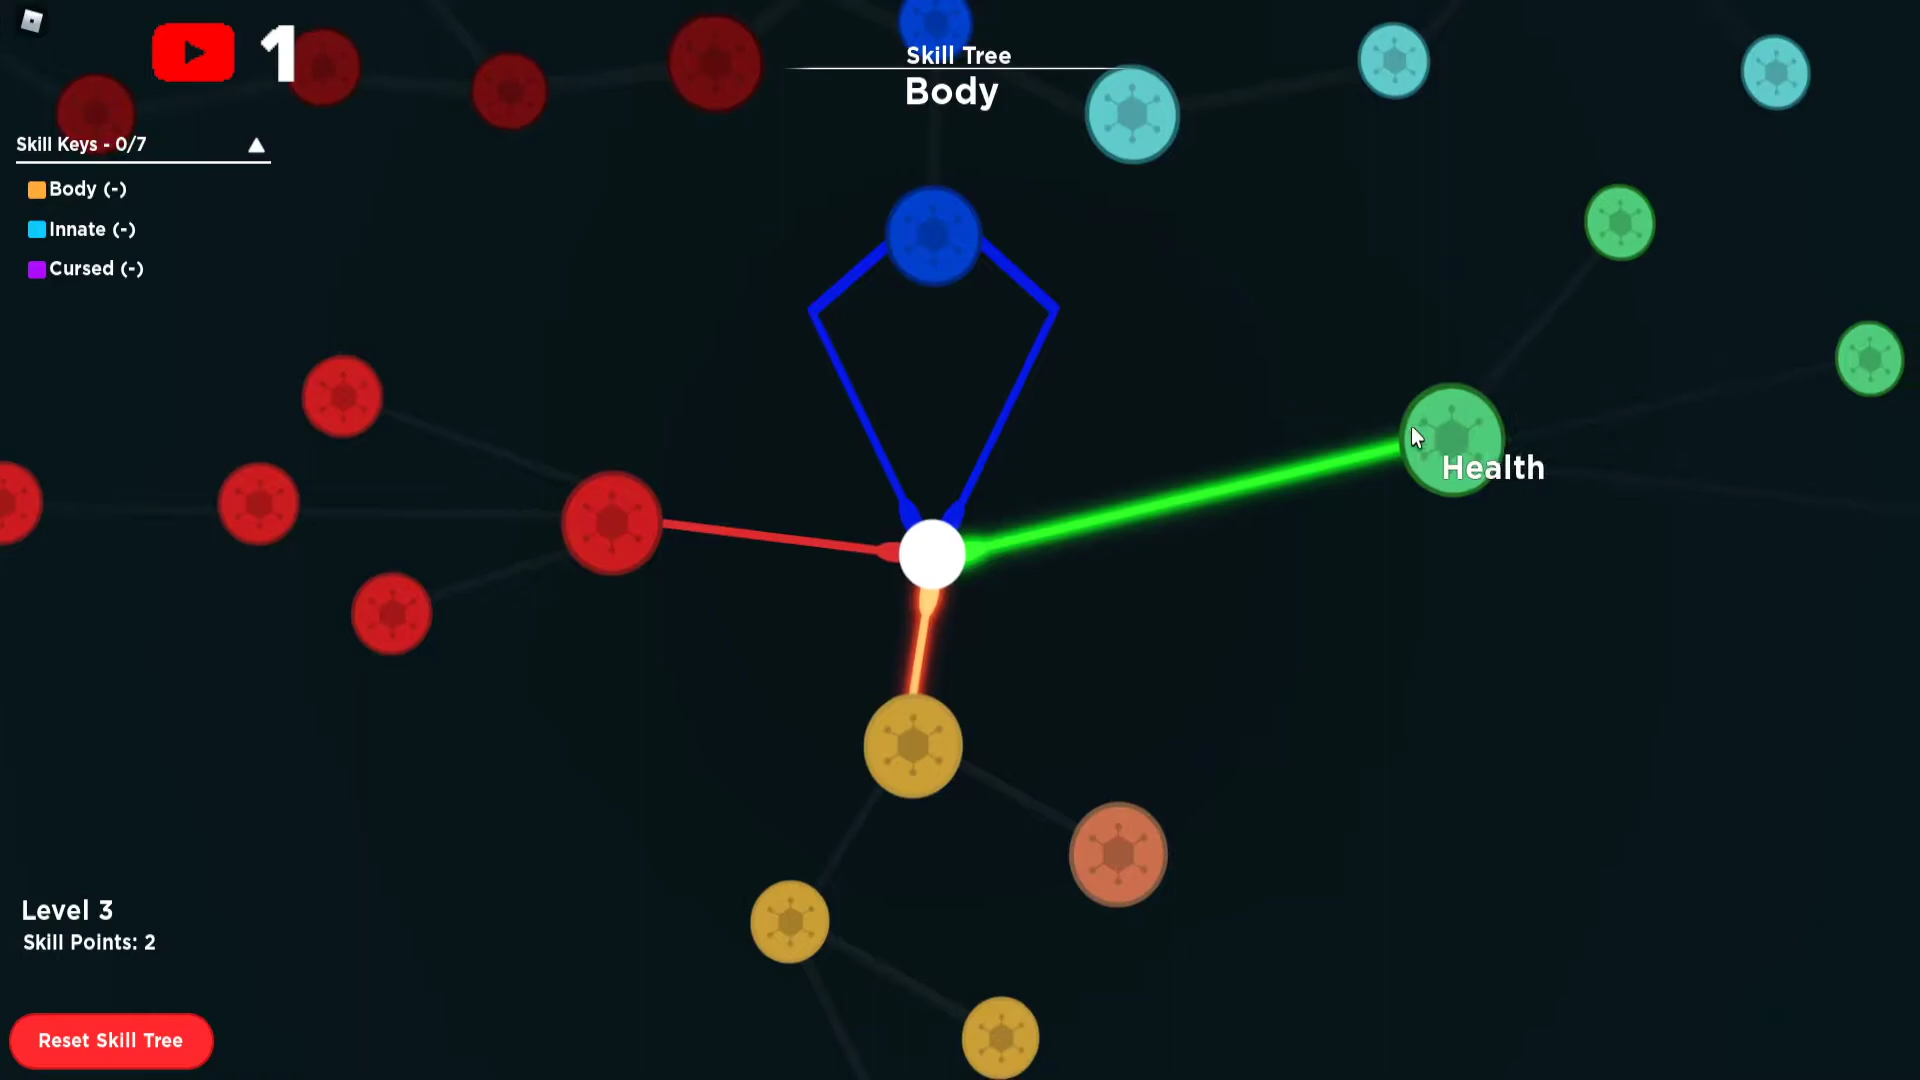 1
Skill Tree
Body
Skill Keys - 0/7
Body (-)
Innate (-)
Cursed (-)
Health
Level 3
Skill Points: 2
Reset Skill Tree